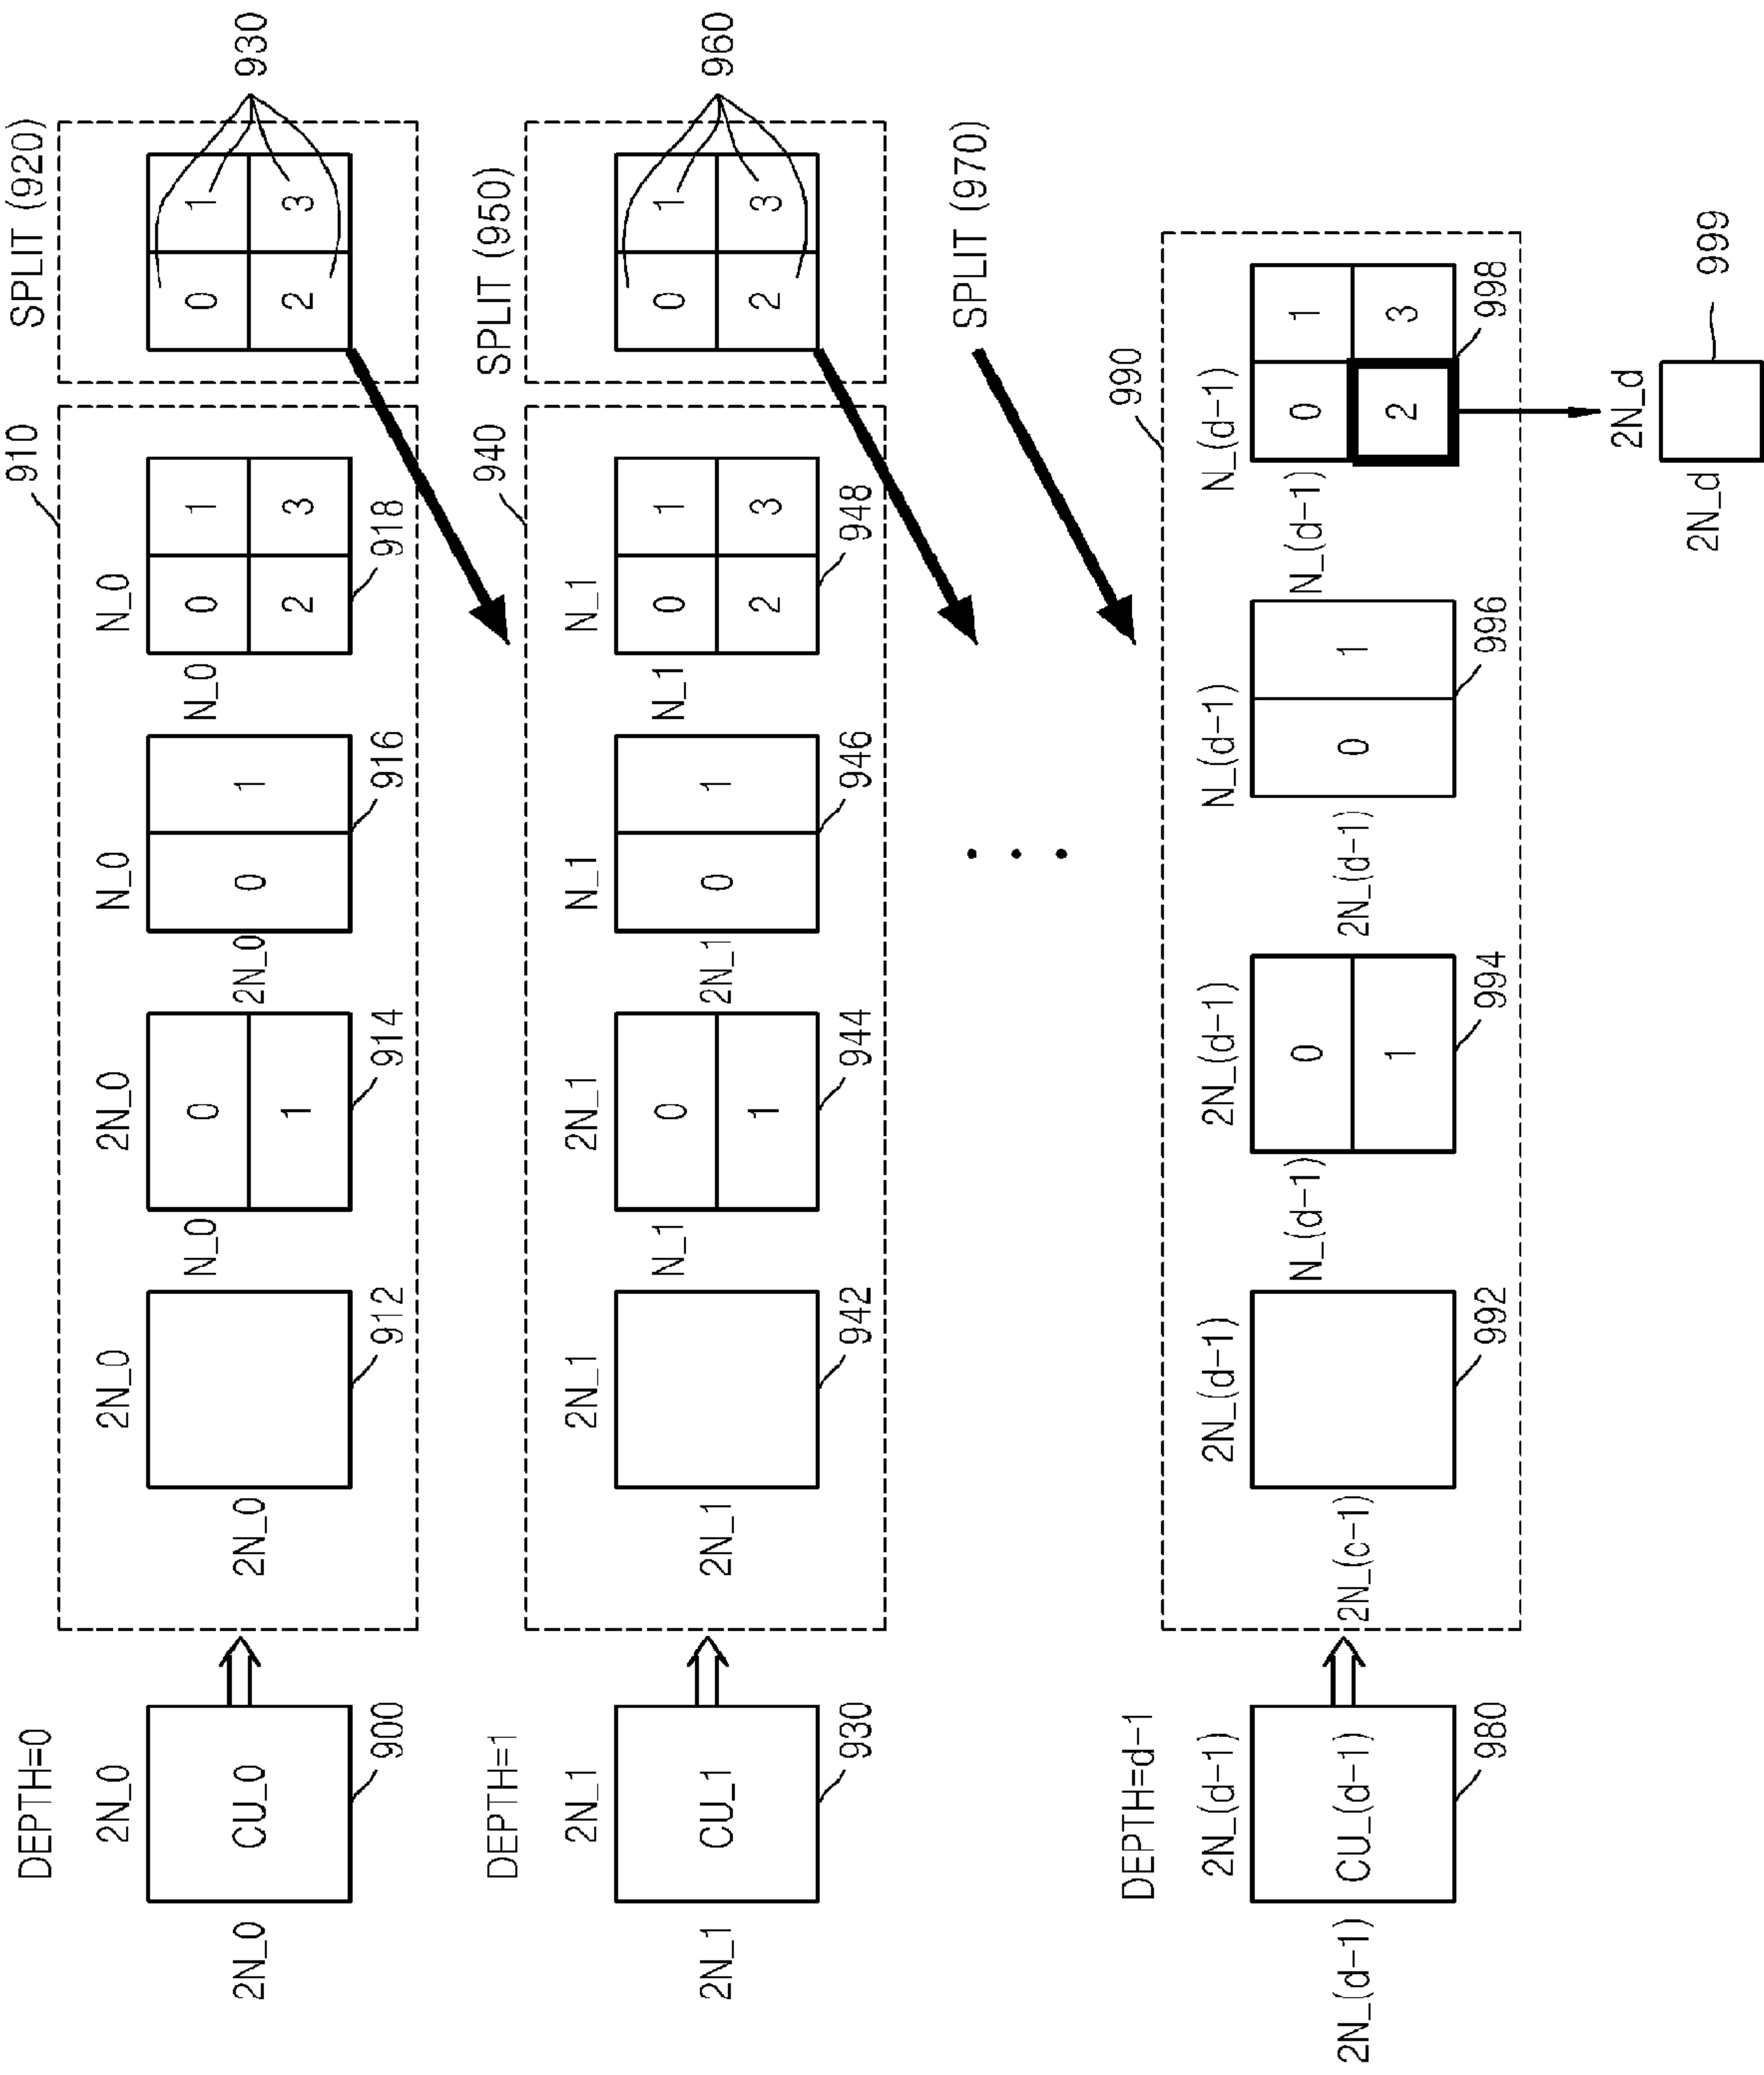 DEPTH=0
2N_0
2N_0
CU_0
900
910
2N_0
2N_0
912
2N_0
N_0
0
1
914
N_0
2N_0
0
1
916
N_0
N_0
0
1
2
3
918
SPLIT (920)
0
1
2
3
930
DEPTH=1
2N_1
2N_1
CU_1
930
940
2N_1
2N_1
942
2N_1
N_1
0
1
944
N_1
2N_1
0
1
946
N_1
N_1
0
1
2
3
948
SPLIT (950)
0
1
2
3
960
SPLIT (970)
DEPTH=d-1
2N_(d-1)
2N_(d-1)
CU_(d-1)
980
990
2N_(d-1)
2N_(c-1)
992
2N_(d-1)
N_(d-1)
0
1
994
N_(d-1)
2N_(d-1)
0
1
996
N_(d-1)
N_(d-1)
0
1
2
3
998
2N_d
2N_d
999